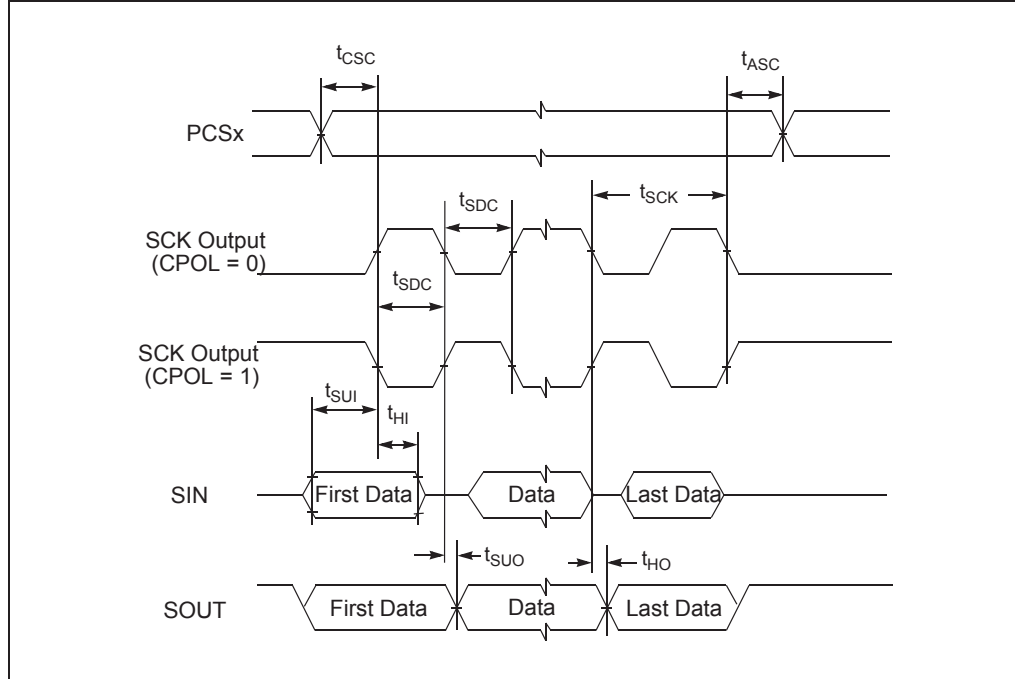 tCSC
tASC
PCSx
tSDC
tSCK
SCK Output
(CPOL = 0)
tSDC
SCK Output
(CPOL = 1)
tSUI
tHI
SIN
First Data
Data
Last Data
tSUO
tHO
SOUT
First Data
Data
Last Data